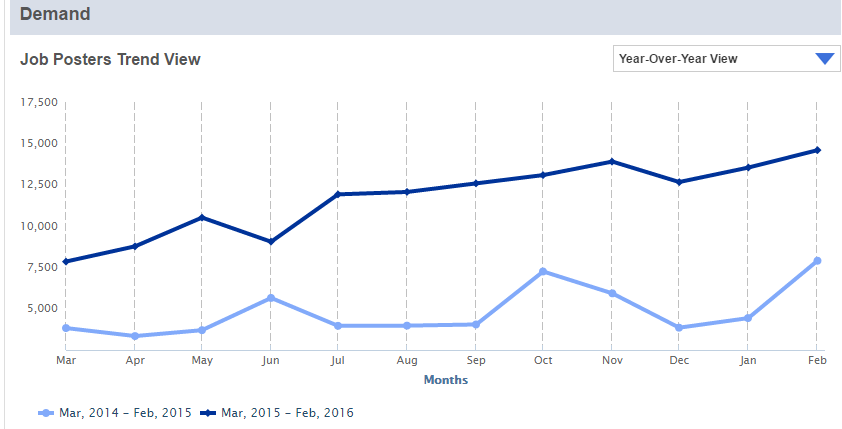 Demand
Job Posters Trend View
Year-Over-Year View
17,500
15,000
12,500
10,000
7,500
5,000
Mar Apr May Jun Jul Aug Sep Oct Nov Dec Jan Feb
Months
Mar, 2014 - Feb, 2015 Mar, 2015 - Feb, 2016